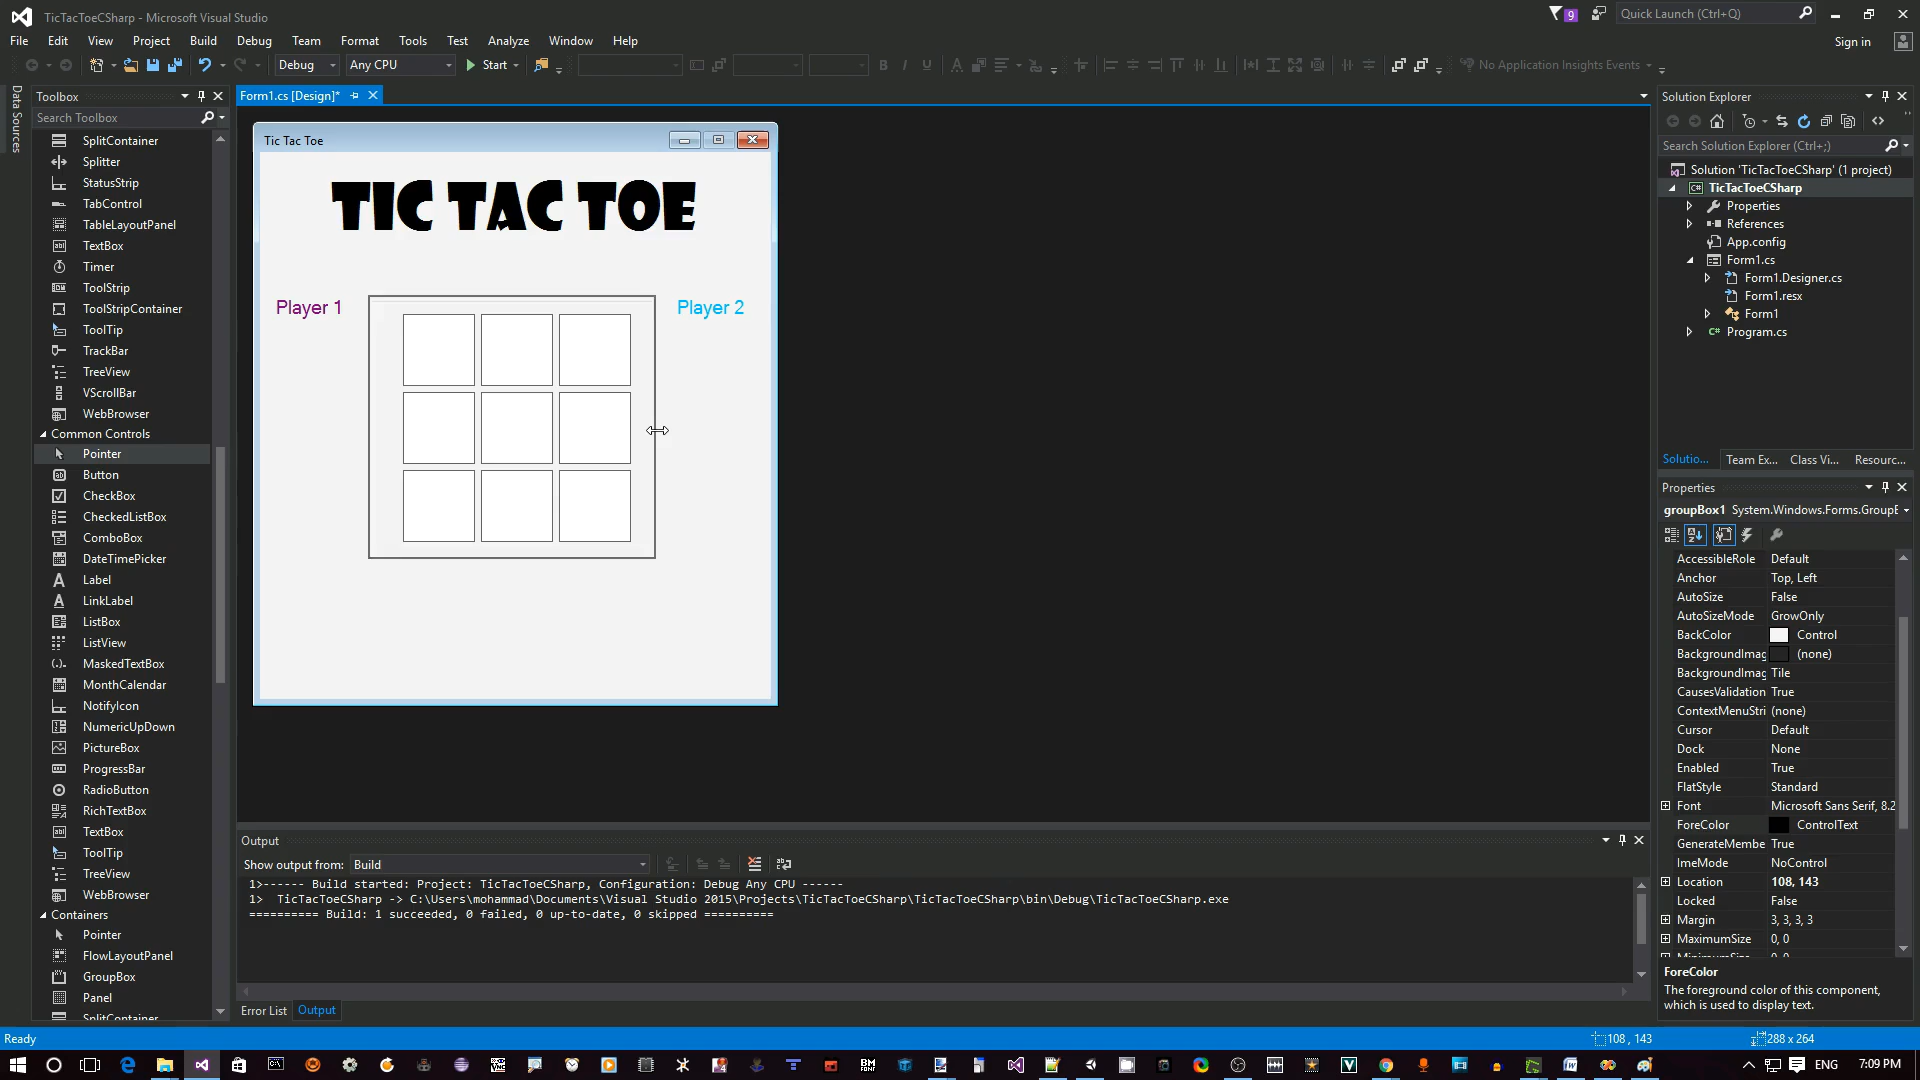 TicTacToeCSharp - Microsoft Visual Studio
9
Quick Launch (Ctrl+Q)
File Edit View Project Build Debug Team Format Tools Test Analyze Window Help
Sign in
Debug Any CPU Start
B I U
No Application Insights Events
Data Sources
Toolbox
Search Toolbox
SplitContainer
Splitter
StatusStrip
TabControl
TableLayoutPanel
TextBox
Timer
ToolStrip
ToolStripContainer
ToolTip
TrackBar
TreeView
VScrollBar
WebBrowser
Common Controls
Pointer
Button
CheckBox
CheckedListBox
ComboBox
DateTimePicker
Label
LinkLabel
ListBox
ListView
MaskedTextBox
MonthCalendar
NotifyIcon
NumericUpDown
PictureBox
ProgressBar
RadioButton
RichTextBox
TextBox
ToolTip
TreeView
WebBrowser
Containers
Pointer
FlowLayoutPanel
GroupBox
Panel
SplitContainer
Form1.cs [Design]*
Tic Tac Toe
TIC TAC TOE
Player 1
Player 2
Output
Show output from: Build
1>------ Build started: Project: TicTacToeCSharp, Configuration: Debug Any CPU ------
1>  TicTacToeCSharp -> C:\Users\mohammad\Documents\Visual Studio 2015\Projects\TicTacToeCSharp\TicTacToeCSharp\bin\Debug\TicTacToeCSharp.exe
========== Build: 1 succeeded, 0 failed, 0 up-to-date, 0 skipped ==========
Error List Output
Solution Explorer
Search Solution Explorer (Ctrl+;)
Solution 'TicTacToeCSharp' (1 project)
TicTacToeCSharp
Properties
References
App.config
Form1.cs
Form1.Designer.cs
Form1.resx
Form1
Program.cs
Solutio... Team Ex... Class Vi... Resourc...
Properties
groupBox1 System.Windows.Forms.GroupB
AccessibleRole Default
Anchor Top, Left
AutoSize False
AutoSizeMode GrowOnly
BackColor Control
BackgroundImag (none)
BackgroundImag Tile
CausesValidation True
ContextMenuStri (none)
Cursor Default
Dock None
Enabled True
FlatStyle Standard
Font Microsoft Sans Serif, 8.2
ForeColor ControlText
GenerateMembe True
ImeMode NoControl
Location 108, 143
Locked False
Margin 3, 3, 3, 3
MaximumSize 0, 0
ForeColor
The foreground color of this component,
which is used to display text.
Ready
108 , 143
288 x 264
ENG
7:09 PM